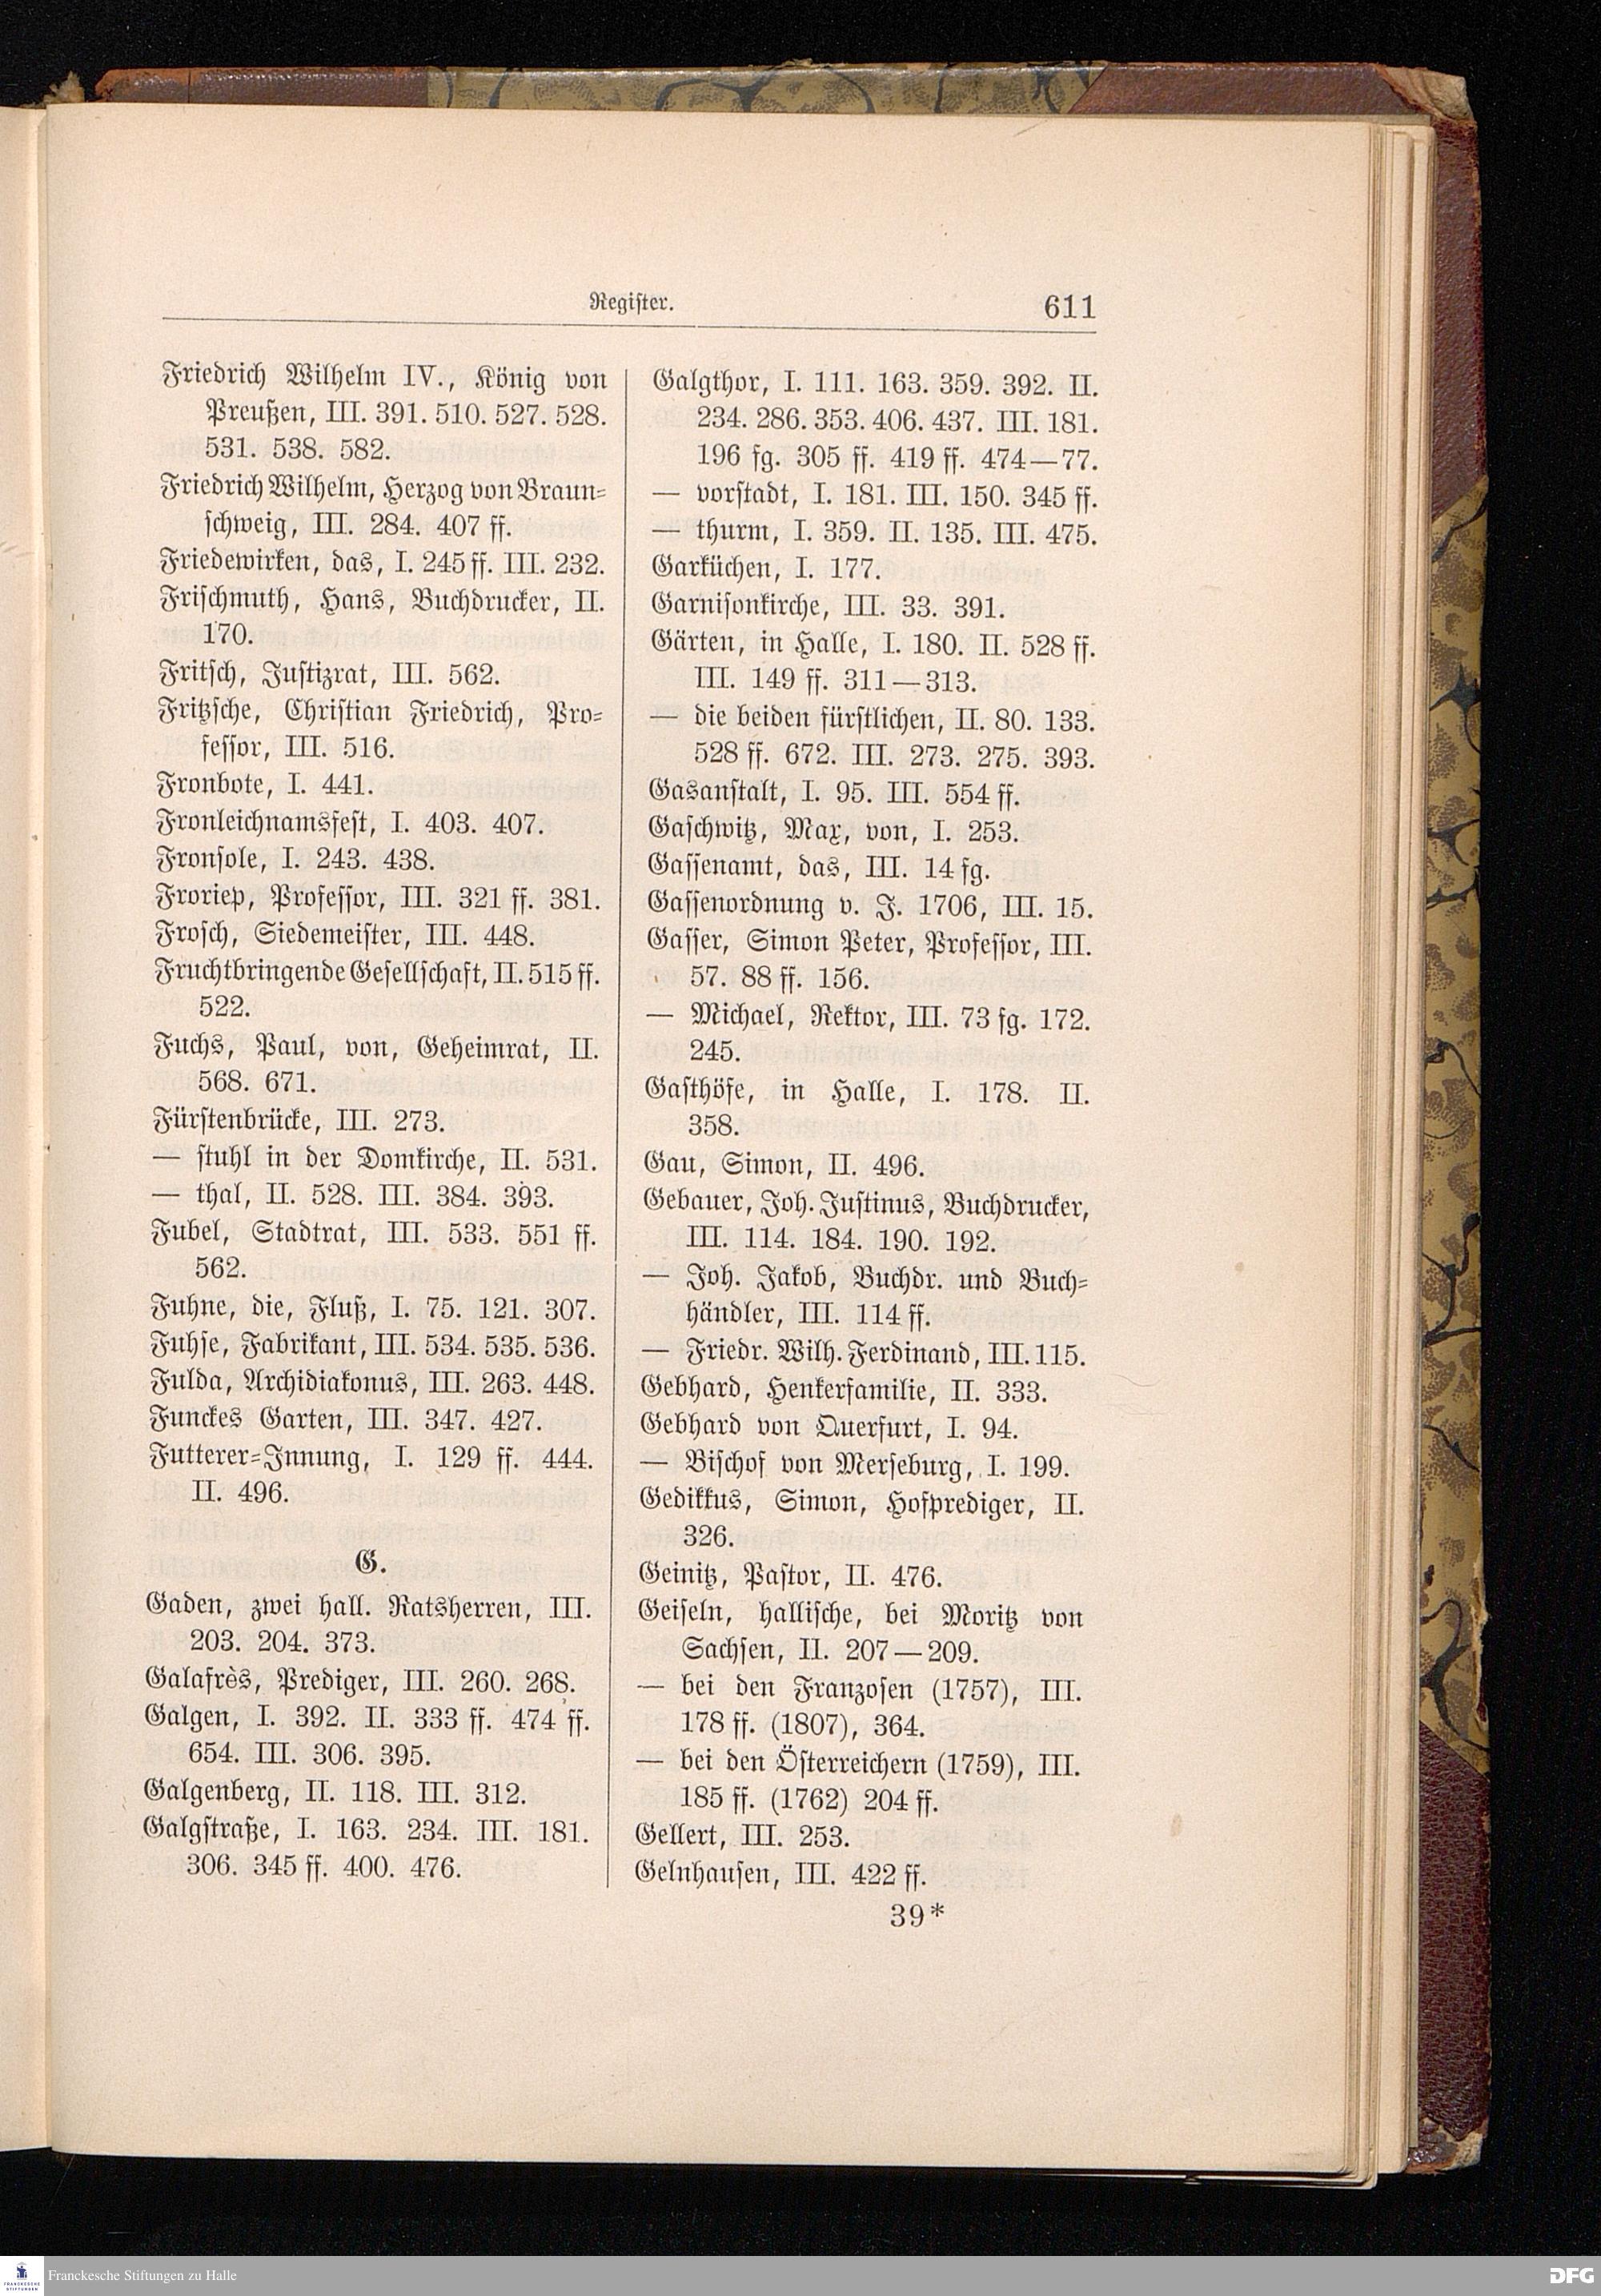 Register.
611
Friedrich Wilhelm IV., König von
Preußen, III. 391. 510. 527. 528.
531. 538. 582.
Friedrich Wilhelm, Herzog von Braun-
schweig, III. 284. 407 ff.
Friedewirken, das, I. 245 ff. III. 232.
Frischmuth, Hans, Buchdrucker, II.
170.
Fritsch, Justizrat, III. 562.
Fritzsche, Christian Friedrich, Pro-
fessor, III. 516.
Fronbote, I. 441.
Fronleichnamsfest, I. 403. 407.
Fronsole, I. 243. 438.
Froriep, Professor, III. 321 ff. 381.
Frosch, Siedemeister, III. 448.
Fruchtbringende Gesellschaft, II. 515 ff.
522.
Fuchs, Paul, von, Geheimrat, II.
568. 671.
Fürstenbrücke, III. 273.
— stuhl in der Domkirche, II. 531.
— thal, II. 528. III. 384. 393.
Fubel, Stadtrat, III. 533. 551 ff.
562.
Fuhne, die, Fluß, I. 75. 121. 307.
Fuhse, Fabrikant, III. 534. 535. 536.
Fulda, Archidiakonus, III. 263. 448.
Funckes Garten, III. 347. 427.
Futterer-Innung, I. 129 ff. 444.
II. 496.
G.
Gaden, zwei hall. Ratsherren, III.
203. 204. 373.
Galafrès, Prediger, III. 260. 268.
Galgen, I. 392. II. 333 ff. 474 ff.
654. III. 306. 395.
Galgenberg, II. 118. III. 312.
Galgstraße, I. 163. 234. III. 181.
306. 345 ff. 400. 476.
Galgthor, I. 111. 163. 359. 392. II.
234. 286. 353. 406. 437. III. 181.
196 fg. 305 ff. 419 ff. 474—77.
— vorstadt, I. 181. III. 150. 345 ff.
— thurm, I. 359. II. 135. III. 475.
Garküchen, I. 177.
Garnisonkirche, III. 33. 391.
Gärten, in Halle, I. 180. II. 528 ff.
III. 149 ff. 311—313.
— die beiden fürstlichen, II. 80. 133.
528 ff. 672. III. 273. 275. 393.
Gasanstalt, I. 95. III. 554 ff.
Gaschwitz, Max, von, I. 253.
Gassenamt, das, III. 14 fg.
Gassenordnung v. J. 1706, III. 15.
Gasser, Simon Peter, Professor, III.
57. 88 ff. 156.
— Michael, Rektor, III. 73 fg. 172.
245.
Gasthöfe, in Halle, I. 178. II.
358.
Gau, Simon, II. 496.
Gebauer, Joh. Justinus, Buchdrucker,
III. 114. 184. 190. 192.
— Joh. Jakob, Buchdr. und Buch-
händler, III. 114 ff.
— Friedr. Wilh. Ferdinand, III. 115.
Gebhard, Henkerfamilie, II. 333.
Gebhard von Querfurt, I. 94.
— Bischof von Merseburg, I. 199.
Gedikkus, Simon, Hofprediger, II.
326.
Geinitz, Pastor, II. 476.
Geiseln, hallische, bei Moritz von
Sachsen, II. 207—209.
— bei den Franzosen (1757), III.
178 ff. (1807), 364.
— bei den Österreichern (1759), III.
185 ff. (1762) 204 ff.
Gellert, III. 253.
Gelnhausen, III. 422 ff.
39*
FRANCKESCHE
STIFTUNGEN
Franckesche Stiftungen zu Halle
DFG